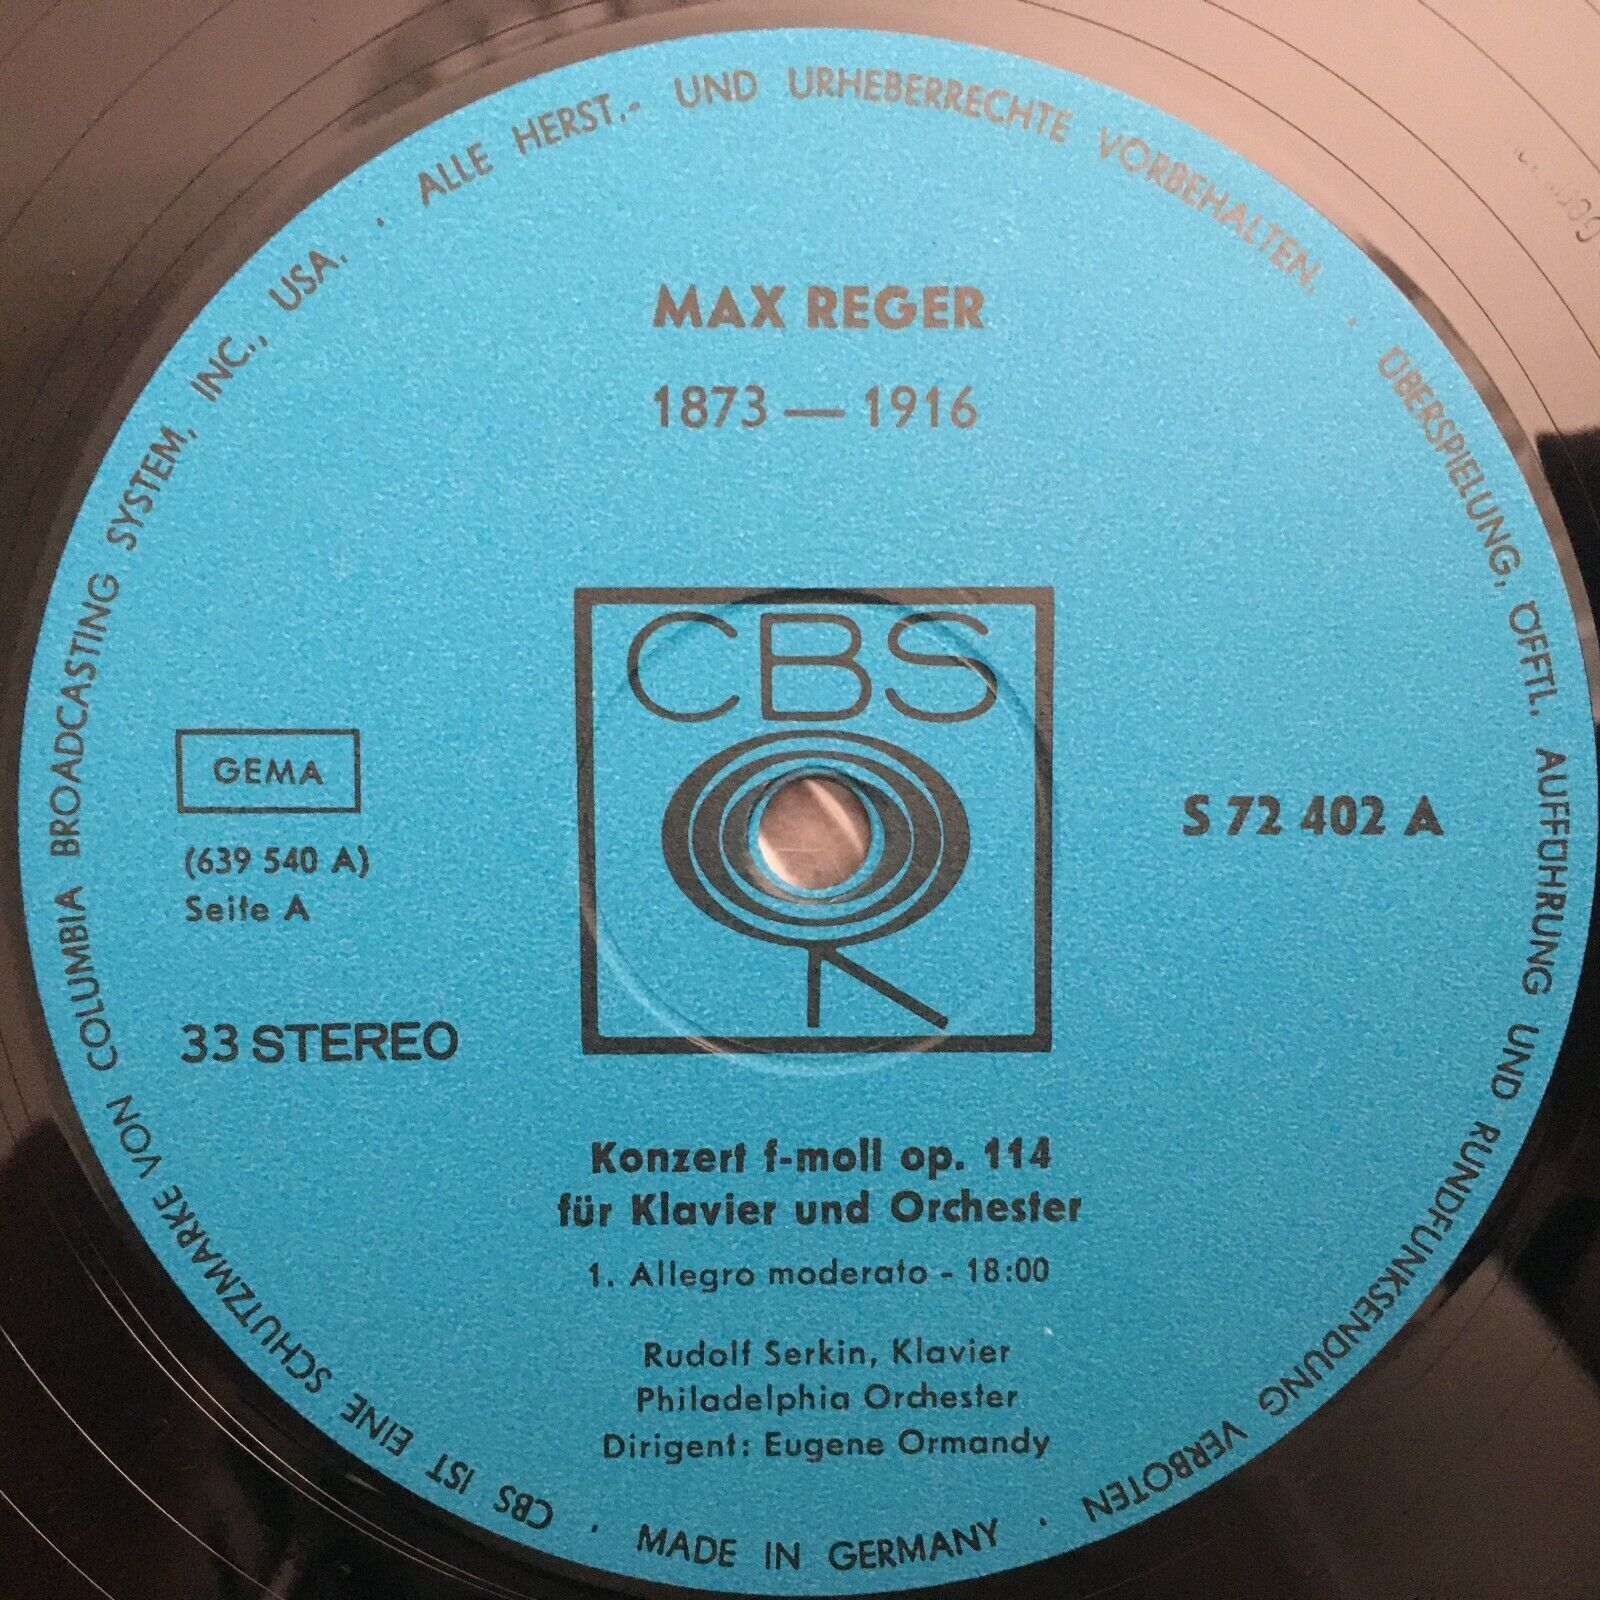 ALLE HERST.- UND URHEBERRECHTE VORBEHALTEN. · ÜBERSPIELUNG, ÖFFTL. AUFFÜHRUNG UND RUNDFUNKSENDUNG VERBOTEN · MADE IN GERMANY · CBS IST EINE SCHUTZMARKE VON COLUMBIA BROADCASTING SYSTEM, INC., USA. ·
MAX REGER
1873 — 1916
CBS
GEMA
(639 540 A)
Seite A
S 72 402 A
33 STEREO
Konzert f-moll op. 114
für Klavier und Orchester
1. Allegro moderato - 18:00
Rudolf Serkin, Klavier
Philadelphia Orchester
Dirigent: Eugene Ormandy